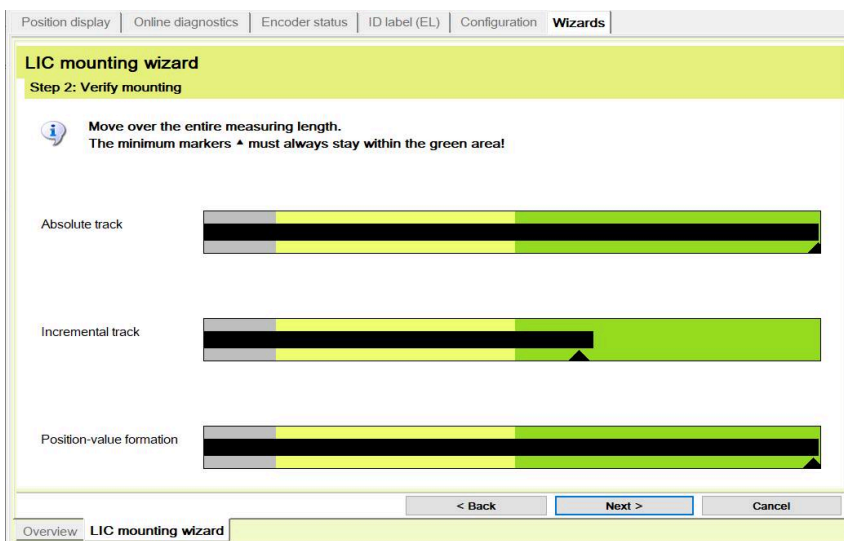 Position display Online diagnostics Encoder status ID label (EL) Configuration Wizards
LIC mounting wizard
Step 2: Verify mounting
Move over the entire measuring length.
The minimum markers ▲ must always stay within the green area!
Absolute track
Incremental track
Position-value formation
< Back Next > Cancel
Overview LIC mounting wizard